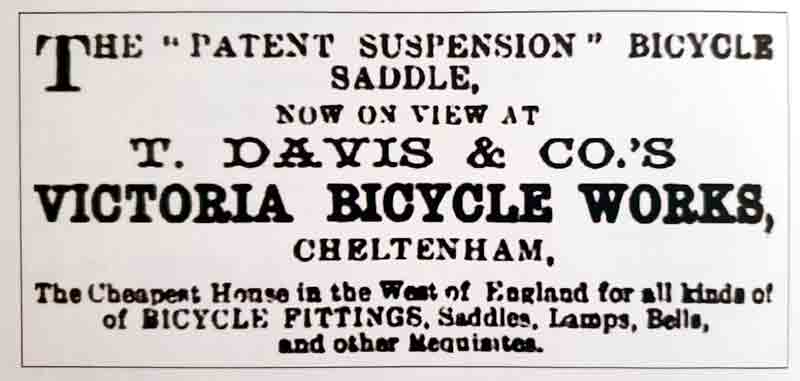 THE "PATENT SUSPENSION" BICYCLE
SADDLE,
NOW ON VIEW AT
T. DAVIS & CO.'S
VICTORIA BICYCLE WORKS,
CHELTENHAM,
The Cheapest House in the West of England for all kinds of
of BICYCLE FITTINGS, Saddles, Lamps, Bells,
and other Requisites.